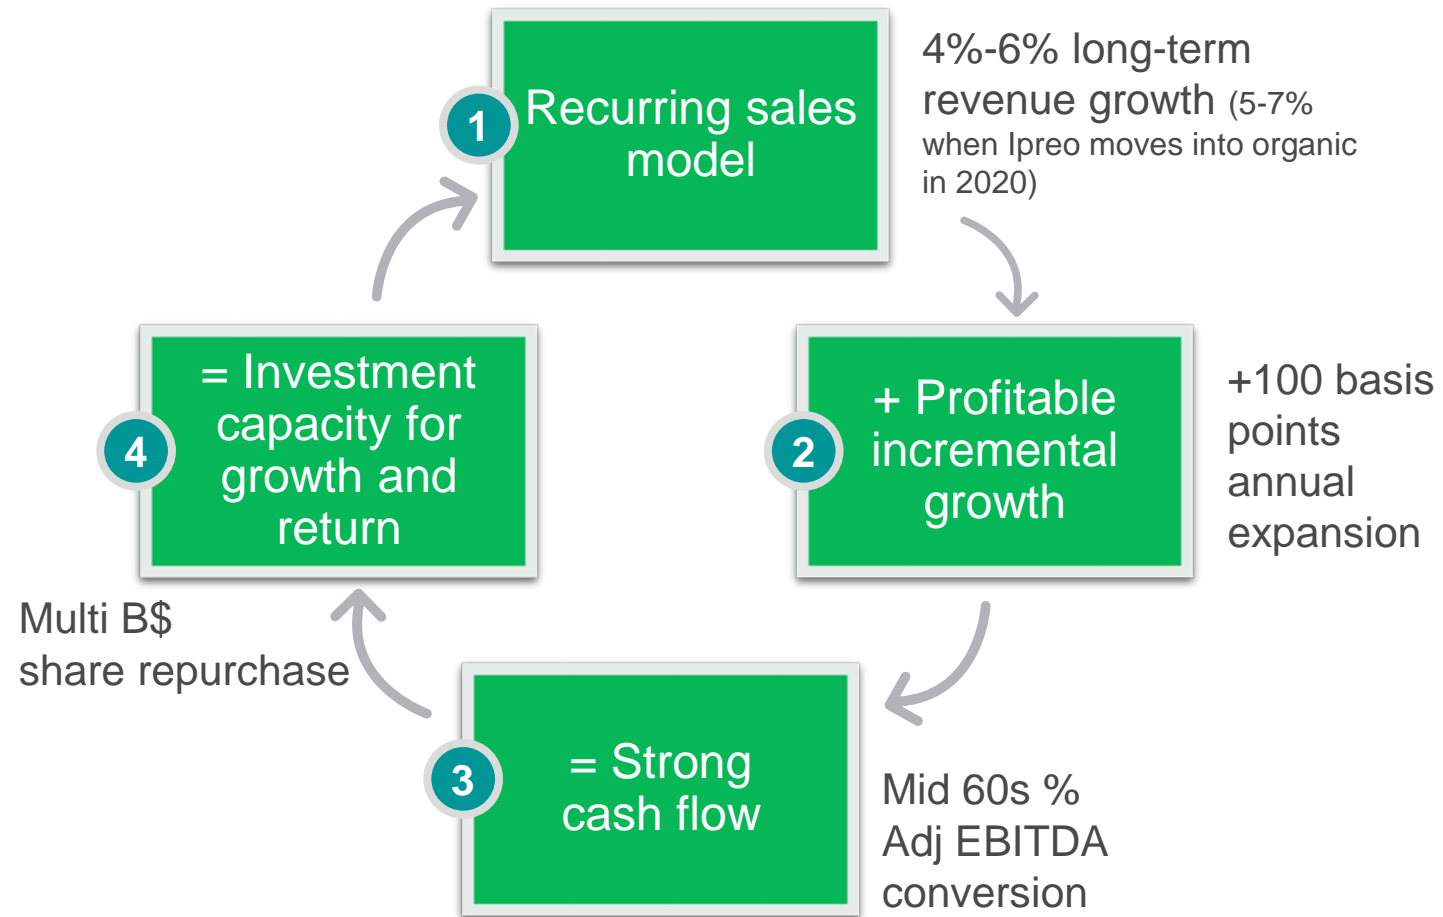 1
Recurring sales
model
4%-6% long-term
revenue growth (5-7%
when Ipreo moves into organic
in 2020)
2
+ Profitable
incremental
growth
+100 basis
points
annual
expansion
3
= Strong
cash flow
Mid 60s %
Adj EBITDA
conversion
4
= Investment
capacity for
growth and
return
Multi B$
share repurchase